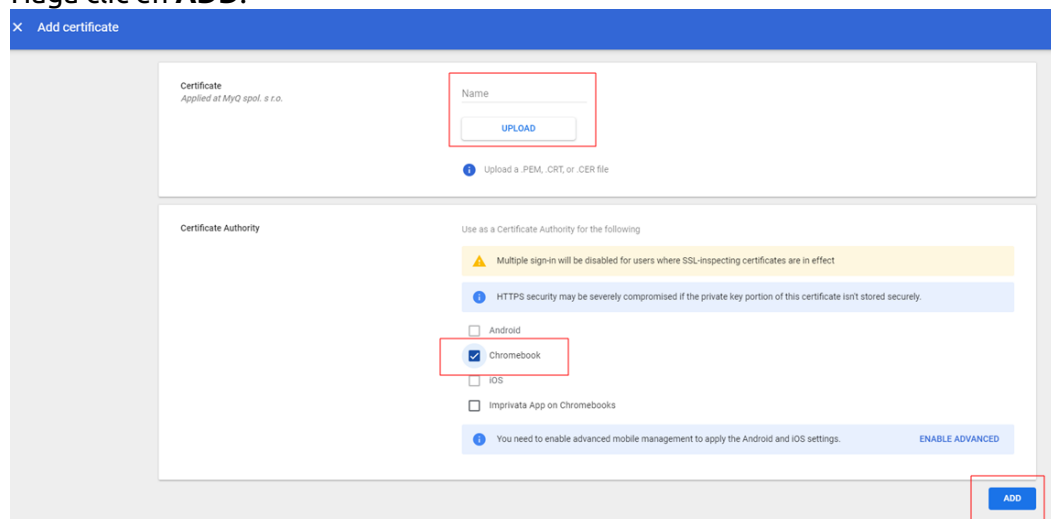 Haga clic en ADD.
× Add certificate
Certificate
Applied at MyQ spol. s r.o.
Name
UPLOAD
Upload a .PEM, .CRT, or .CER file
Certificate Authority
Use as a Certificate Authority for the following
Multiple sign-in will be disabled for users where SSL-inspecting certificates are in effect
HTTPS security may be severely compromised if the private key portion of this certificate isn't stored securely.
Android
Chromebook
iOS
Imprivata App on Chromebooks
You need to enable advanced mobile management to apply the Android and iOS settings. ENABLE ADVANCED
ADD